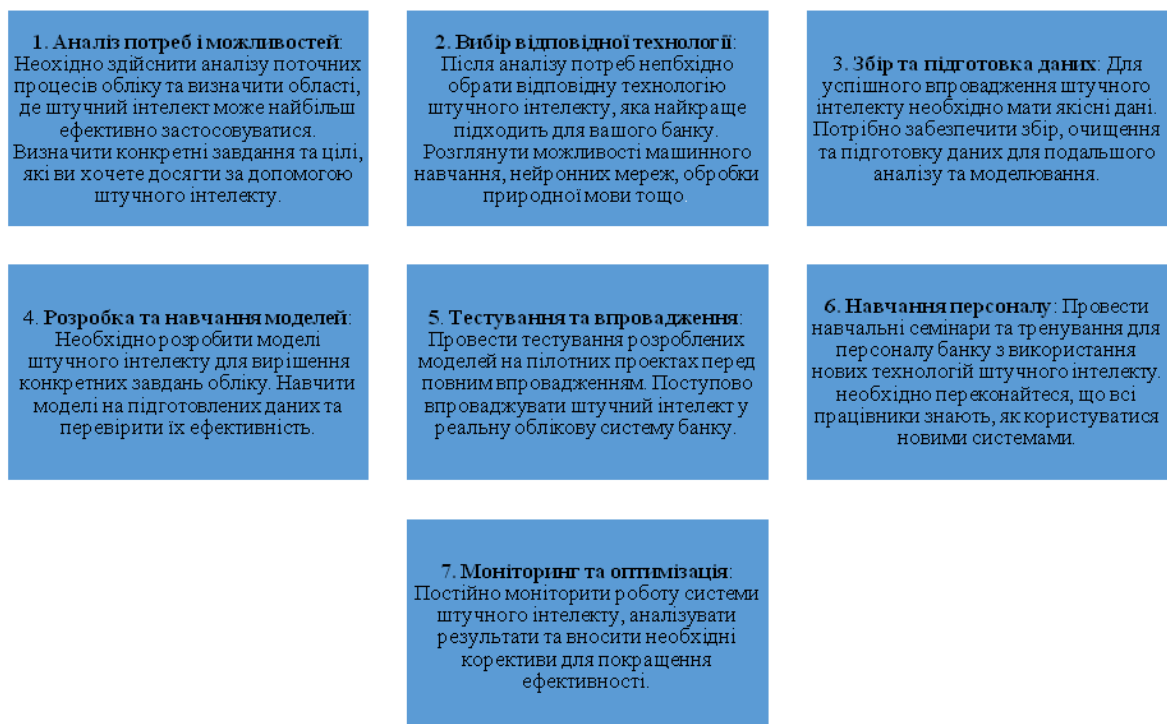 1. Аналіз потреб і можливостей:
Неохідно здійснити аналізу поточних
процесів обліку та визначити області,
де штучний інтелект може найбільш
ефективно застосовуватися.
Визначити конкретні завдання та цілі,
які ви хочете досягти за допомогою
штучного інтелекту.
2. Вибір відповідної технології:
Після аналізу потреб непбхідно
обрати відповідну технологію
штучного інтелекту, яка найкраще
підходить для вашого банку.
Розглянути можливості машинного
навчання, нейронних мереж, обробки
природної мови тощо.
3. Збір та підготовка даних: Для
успішного впровадження штучного
інтелекту необхідно мати якісні дані.
Потрібно забезпечити збір, очищення
та підготовку даних для подальшого
аналізу та моделювання.
4. Розробка та навчання моделей:
Необхідно розробити моделі
штучного інтелекту для вирішення
конкретних завдань обліку. Навчити
моделі на підготовлених даних та
перевірити їх ефективність.
5. Тестування та впровадження:
Провести тестування розроблених
моделей на пілотних проектах перед
повним впровадженням. Поступово
впроваджувати штучний інтелект у
реальну облікову систему банку.
6. Навчання персоналу: Провести
навчальні семінари та тренування для
персоналу банку з використання
нових технологій штучного інтелекту.
необхідно переконайтеся, що всі
працівники знають, як користуватися
новими системами.
7. Моніторинг та оптимізація:
Постійно моніторити роботу системи
штучного інтелекту, аналізувати
результати та вносити необхідні
корективи для покращення
ефективності.